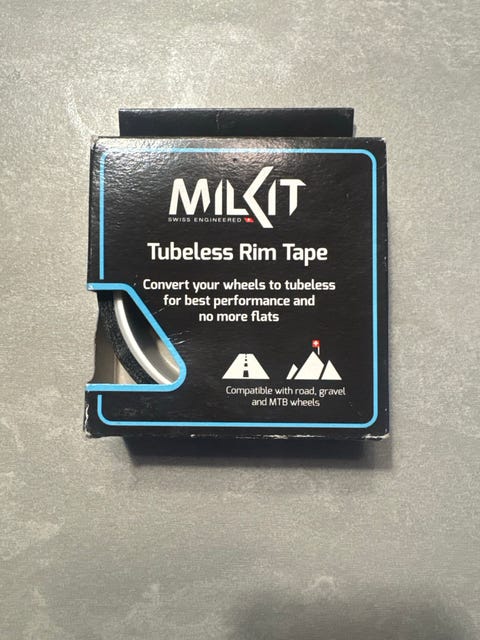 MILKIT
SWISS ENGINEERED
Tubeless Rim Tape
Convert your wheels to tubeless
for best performance and
no more flats
Compatible with road, gravel
and MTB wheels